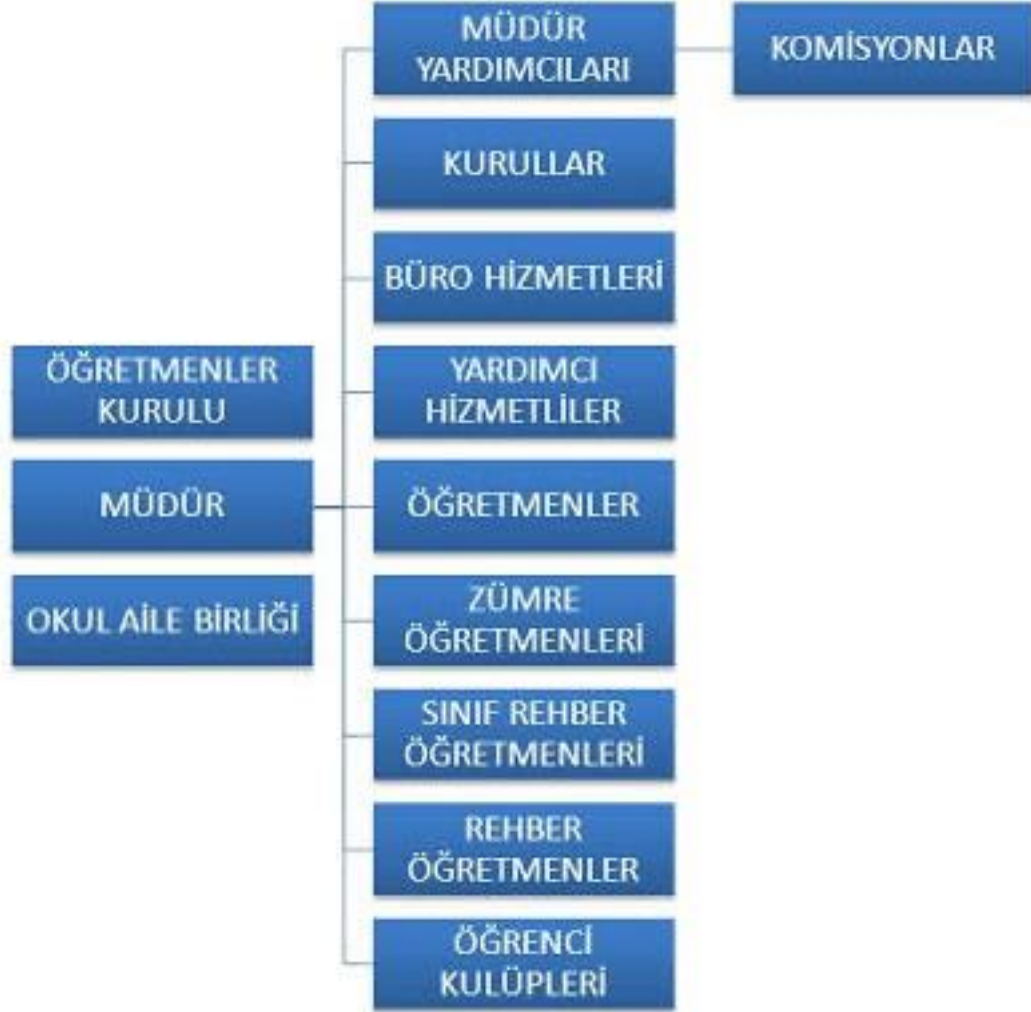 MÜDÜR
YARDIMCILARI
KOMİSYONLAR
KURULLAR
BÜRO HİZMETLERİ
ÖĞRETMENLER
KURULU
YARDIMCI
HİZMETLİLER
MÜDÜR
ÖĞRETMENLER
OKUL AİLE BİRLİĞİ
ZÜMRE
ÖĞRETMENLERİ
SINIF REHBER
ÖĞRETMENLERİ
REHBER
ÖĞRETMENLER
ÖĞRENCİ
KULÜPLERİ